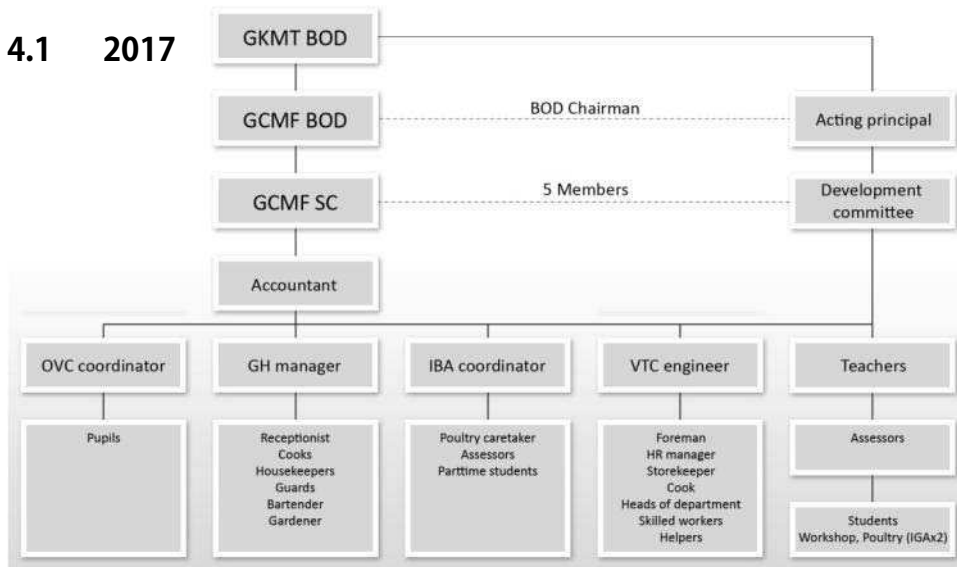 4.1 2017
GKMT BOD
GCMF BOD
BOD Chairman
Acting principal
GCMF SC
5 Members
Development
committee
Accountant
OVC coordinator
GH manager
IBA coordinator
VTC engineer
Teachers
Pupils
Receptionist
Cooks
Housekeepers
Guards
Bartender
Gardener
Poultry caretaker
Assessors
Parttime students
Foreman
HR manager
Storekeeper
Cook
Heads of department
Skilled workers
Helpers
Assessors
Students
Workshop, Poultry (IGAx2)